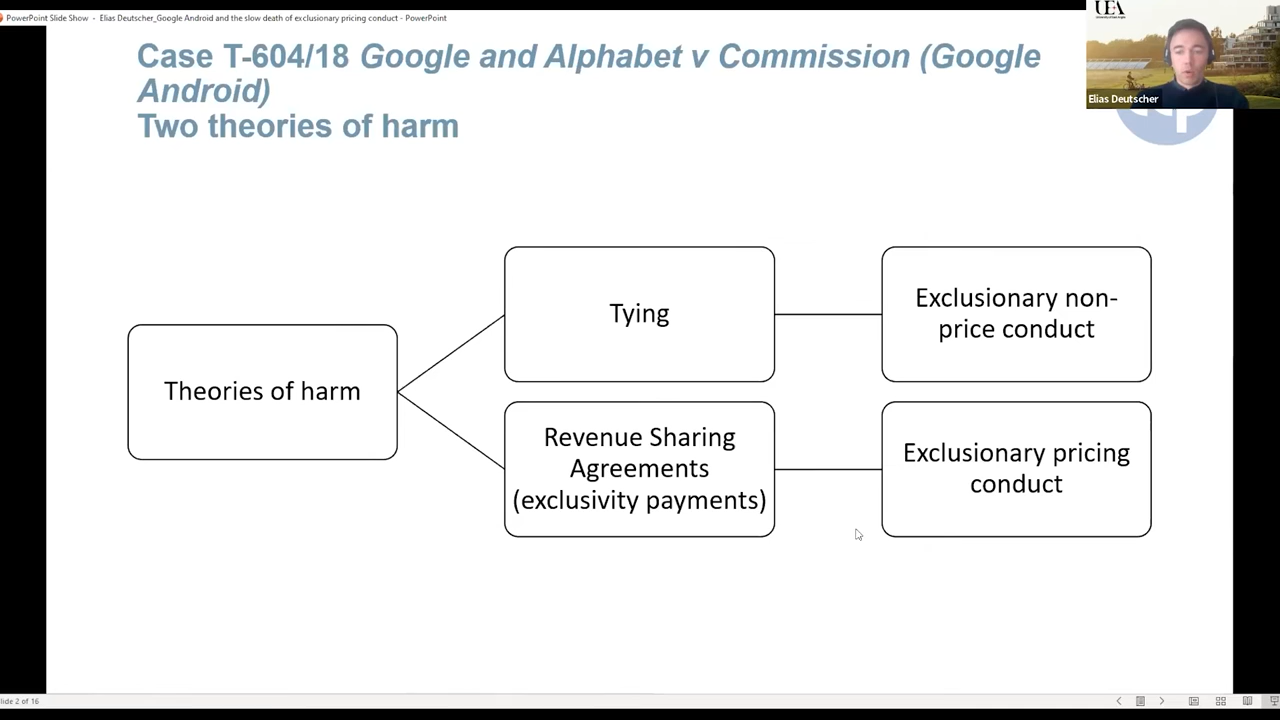 PowerPoint Slide Show - Elias Deutscher_Google Android and the slow death of exclusionary pricing conduct - PowerPoint
UEA
Elias Deutscher
Case T-604/18 Google and Alphabet v Commission (Google
Android)
Two theories of harm
Theories of harm
Tying
Exclusionary non-
price conduct
Revenue Sharing
Agreements
(exclusivity payments)
Exclusionary pricing
conduct
lide 2 of 16